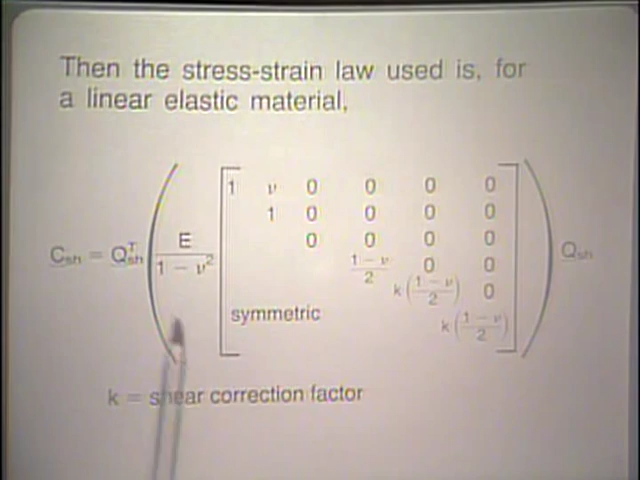 Then the stress-strain law used is, for
a linear elastic material,
1 ν 0 0 0 0
1 0 0 0 0
0 0 0 0
C_sh = Q_sh^T ( E / (1 − ν²) [ (1 − ν)/2 0 0 ] ) Q_sh
k((1 − ν)/2) 0
symmetric k((1 − ν)/2)
k = shear correction factor